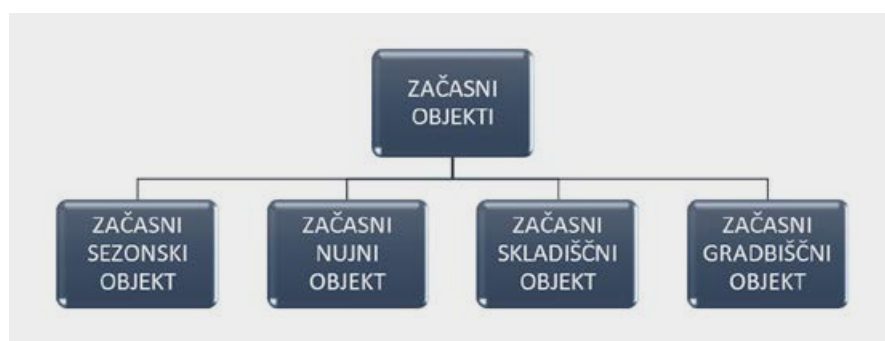 ZAČASNI
OBJEKTI
ZAČASNI
SEZONSKI
OBJEKT
ZAČASNI
NUJNI
OBJEKT
ZAČASNI
SKLADIŠČNI
OBJEKT
ZAČASNI
GRADBIŠČNI
OBJEKT